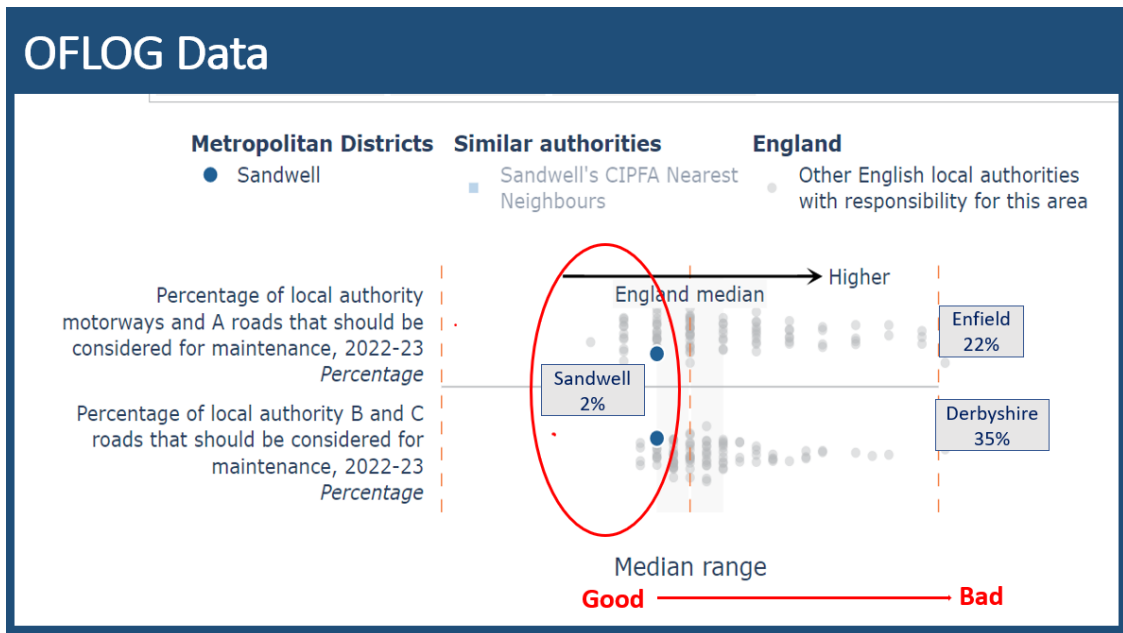 OFLOG Data
Metropolitan Districts
Sandwell
Similar authorities
Sandwell's CIPFA Nearest
Neighbours
England
Other English local authorities
with responsibility for this area
Higher
England median
Percentage of local authority
motorways and A roads that should be
considered for maintenance, 2022-23
Percentage
Enfield
22%
Sandwell
2%
Percentage of local authority B and C
roads that should be considered for
maintenance, 2022-23
Percentage
Derbyshire
35%
Median range
Good
Bad